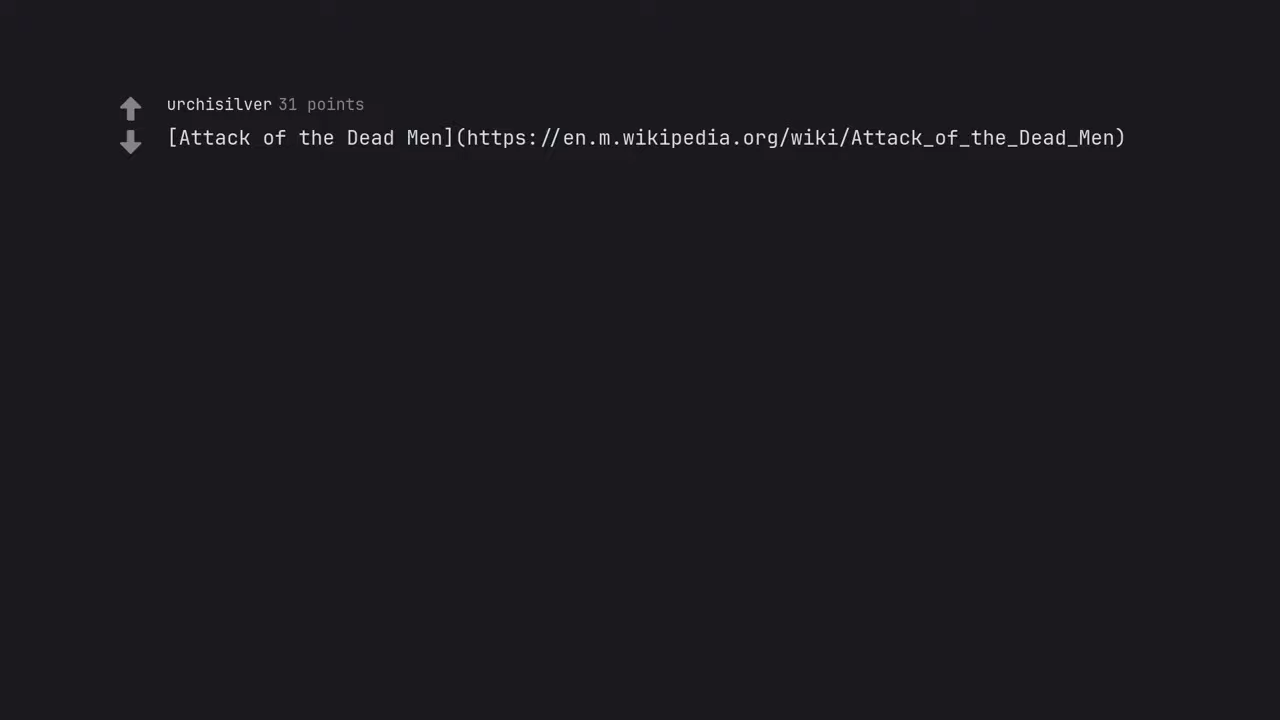 urchisilver 31 points
[Attack of the Dead Men](https://en.m.wikipedia.org/wiki/Attack_of_the_Dead_Men)